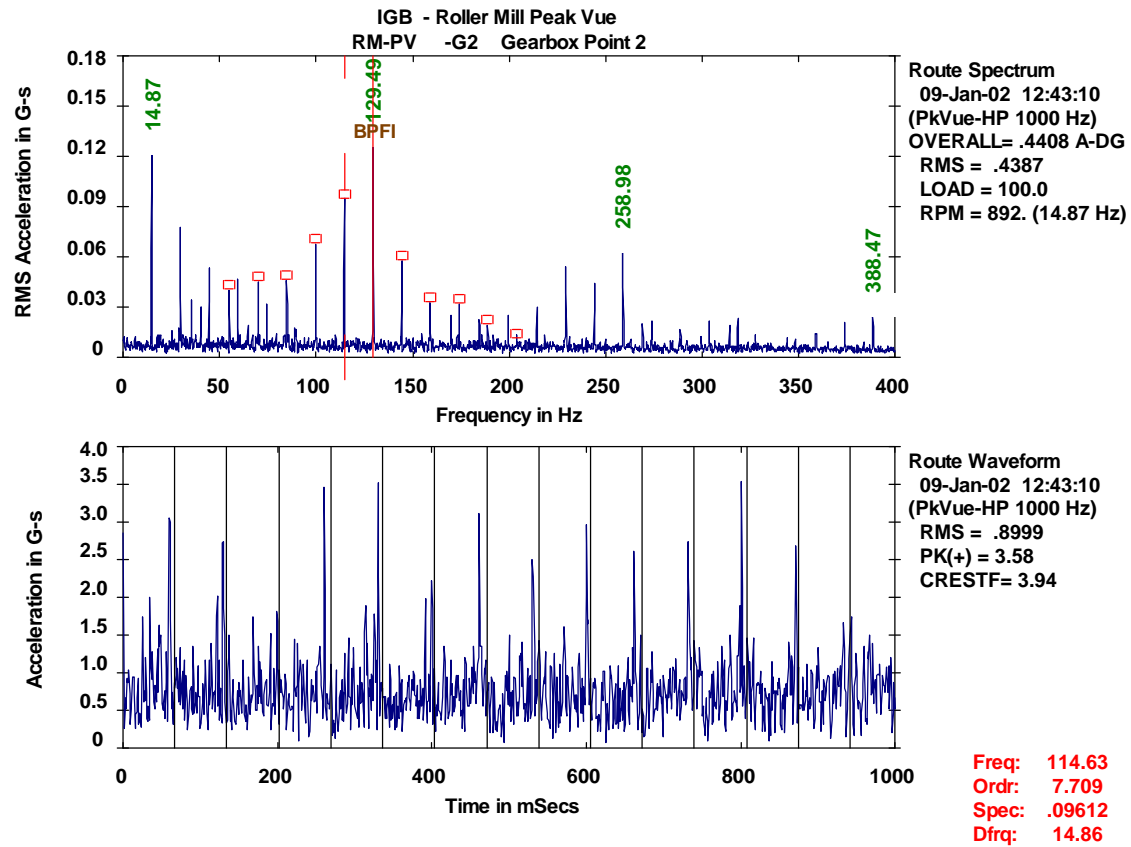 IGB - Roller Mill Peak Vue
RM-PV -G2 Gearbox Point 2
RMS Acceleration in G-s
0.18
0.15
0.12
0.09
0.06
0.03
0
14.87
129.49
BPFI
258.98
388.47
0 50 100 150 200 250 300 350 400
Frequency in Hz
Route Spectrum
09-Jan-02 12:43:10
(PkVue-HP 1000 Hz)
OVERALL= .4408 A-DG
RMS = .4387
LOAD = 100.0
RPM = 892. (14.87 Hz)
Acceleration in G-s
4.0
3.5
3.0
2.5
2.0
1.5
1.0
0.5
0
0 200 400 600 800 1000
Time in mSecs
Route Waveform
09-Jan-02 12:43:10
(PkVue-HP 1000 Hz)
RMS = .8999
PK(+) = 3.58
CRESTF= 3.94
Freq: 114.63
Ordr: 7.709
Spec: .09612
Dfrq: 14.86